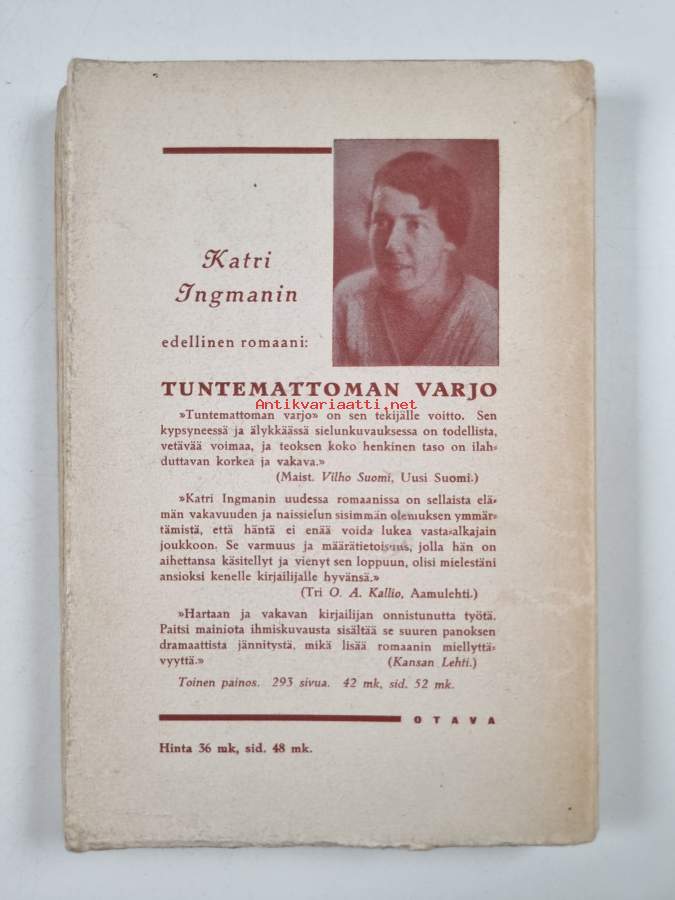 Katri
Ingmanin
edellinen romaani:
TUNTEMATTOMAN VARJO
Antikvariaatti.net
»Tuntemattoman varjo» on sen tekijälle voitto. Sen
kypsyneessä ja älykkäässä sielunkuvauksessa on todellista,
vetävää voimaa, ja teoksen koko henkinen taso on ilah-
duttavan korkea ja vakava.»
(Maist. Vilho Suomi, Uusi Suomi.)
»Katri Ingmanin uudessa romaanissa on sellaista elä-
män vakavuuden ja naissielun sisimmän olemuksen ymmär-
tämistä, että häntä ei enää voida lukea vasta-alkajain
joukkoon. Se varmuus ja määrätietoisuus, jolla hän on
aihettansa käsitellyt ja vienyt sen loppuun, olisi mielestäni
ansioksi kenelle kirjailijalle hyvänsä.»
(Tri O. A. Kallio, Aamulehti.)
»Hartaan ja vakavan kirjailijan onnistunutta työtä.
Paitsi mainiota ihmiskuvausta sisältää se suuren panoksen
dramaattista jännitystä, mikä lisää romaanin miellyttä-
vyyttä.» (Kansan Lehti.)
Toinen painos. 293 sivua. 42 mk, sid. 52 mk.
OTAVA
Hinta 36 mk, sid. 48 mk.